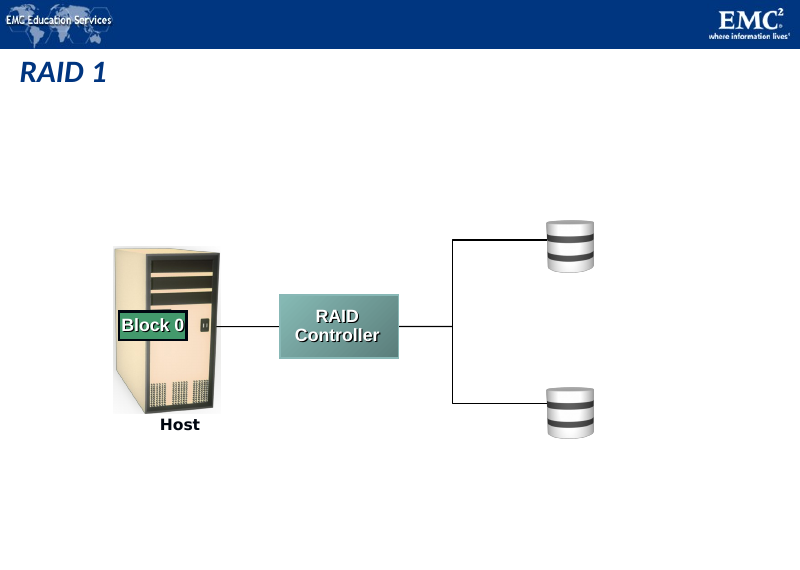 EMC Education Services
EMC²
where information lives®
RAID 1
Block 0
RAID
Controller
Host